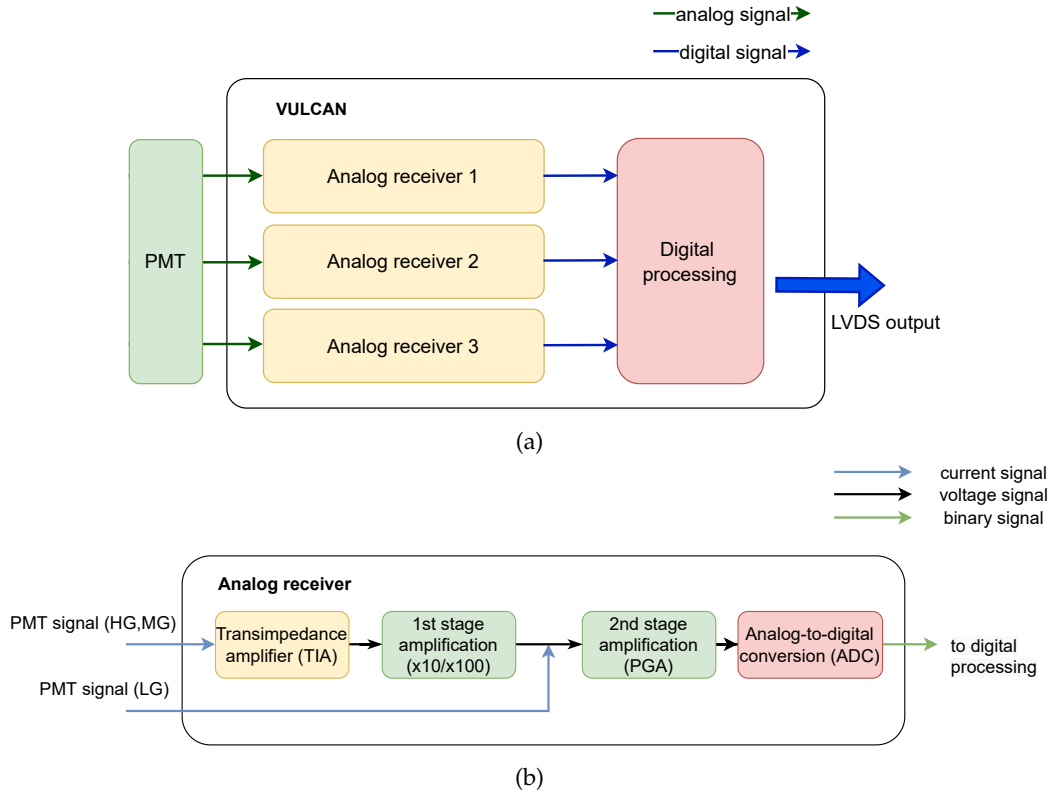 analog signal
digital signal
VULCAN
PMT
Analog receiver 1
Analog receiver 2
Analog receiver 3
Digital
processing
LVDS output
(a)
current signal
voltage signal
binary signal
Analog receiver
PMT signal (HG,MG)
Transimpedance
amplifier (TIA)
1st stage
amplification
(x10/x100)
2nd stage
amplification
(PGA)
Analog-to-digital
conversion (ADC)
to digital
processing
PMT signal (LG)
(b)